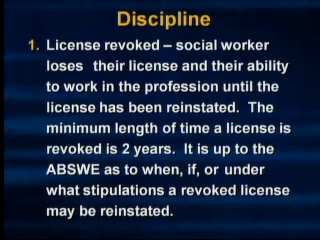 Discipline
1. License revoked – social worker
loses their license and their ability
to work in the profession until the
license has been reinstated. The
minimum length of time a license is
revoked is 2 years. It is up to the
ABSWE as to when, if, or under
what stipulations a revoked license
may be reinstated.